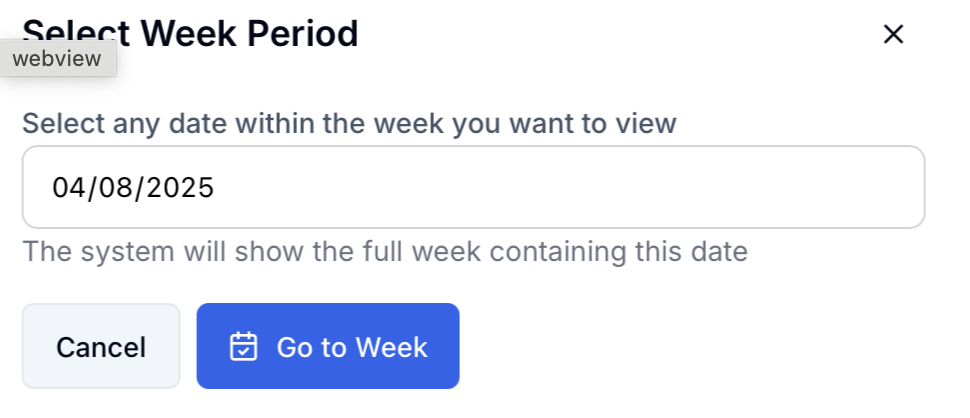 Select Week Period
webview
Select any date within the week you want to view
04/08/2025
The system will show the full week containing this date
Cancel
Go to Week